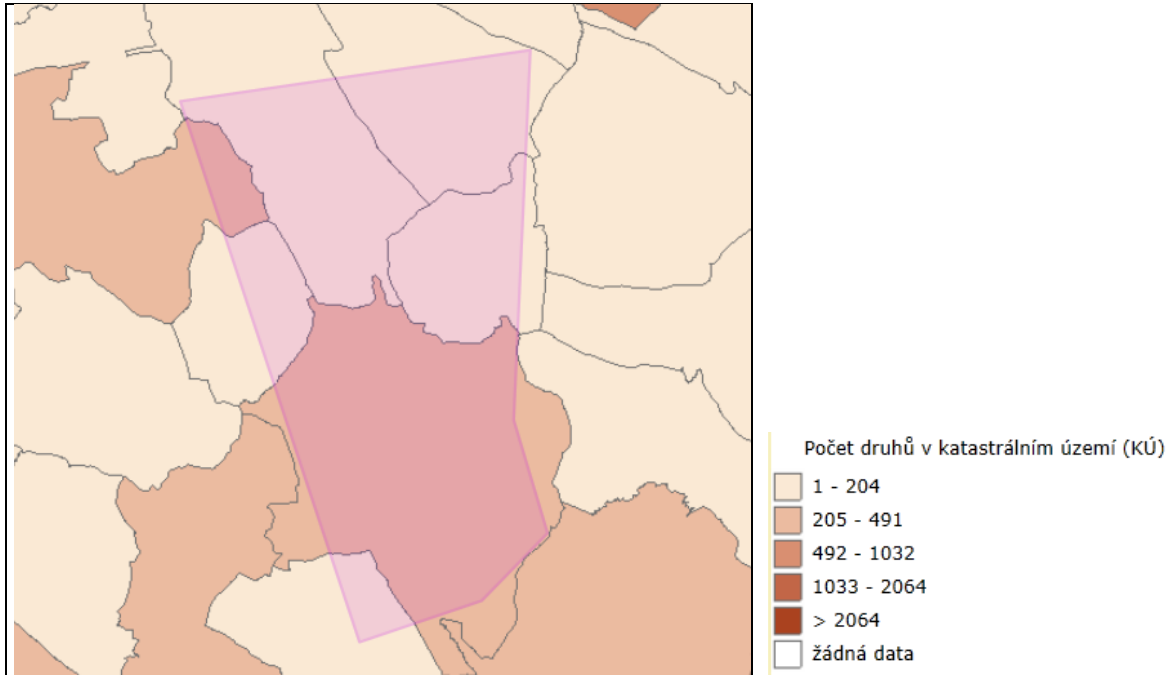 Počet druhů v katastrálním území (KÚ)
1 - 204
205 - 491
492 - 1032
1033 - 2064
> 2064
žádná data